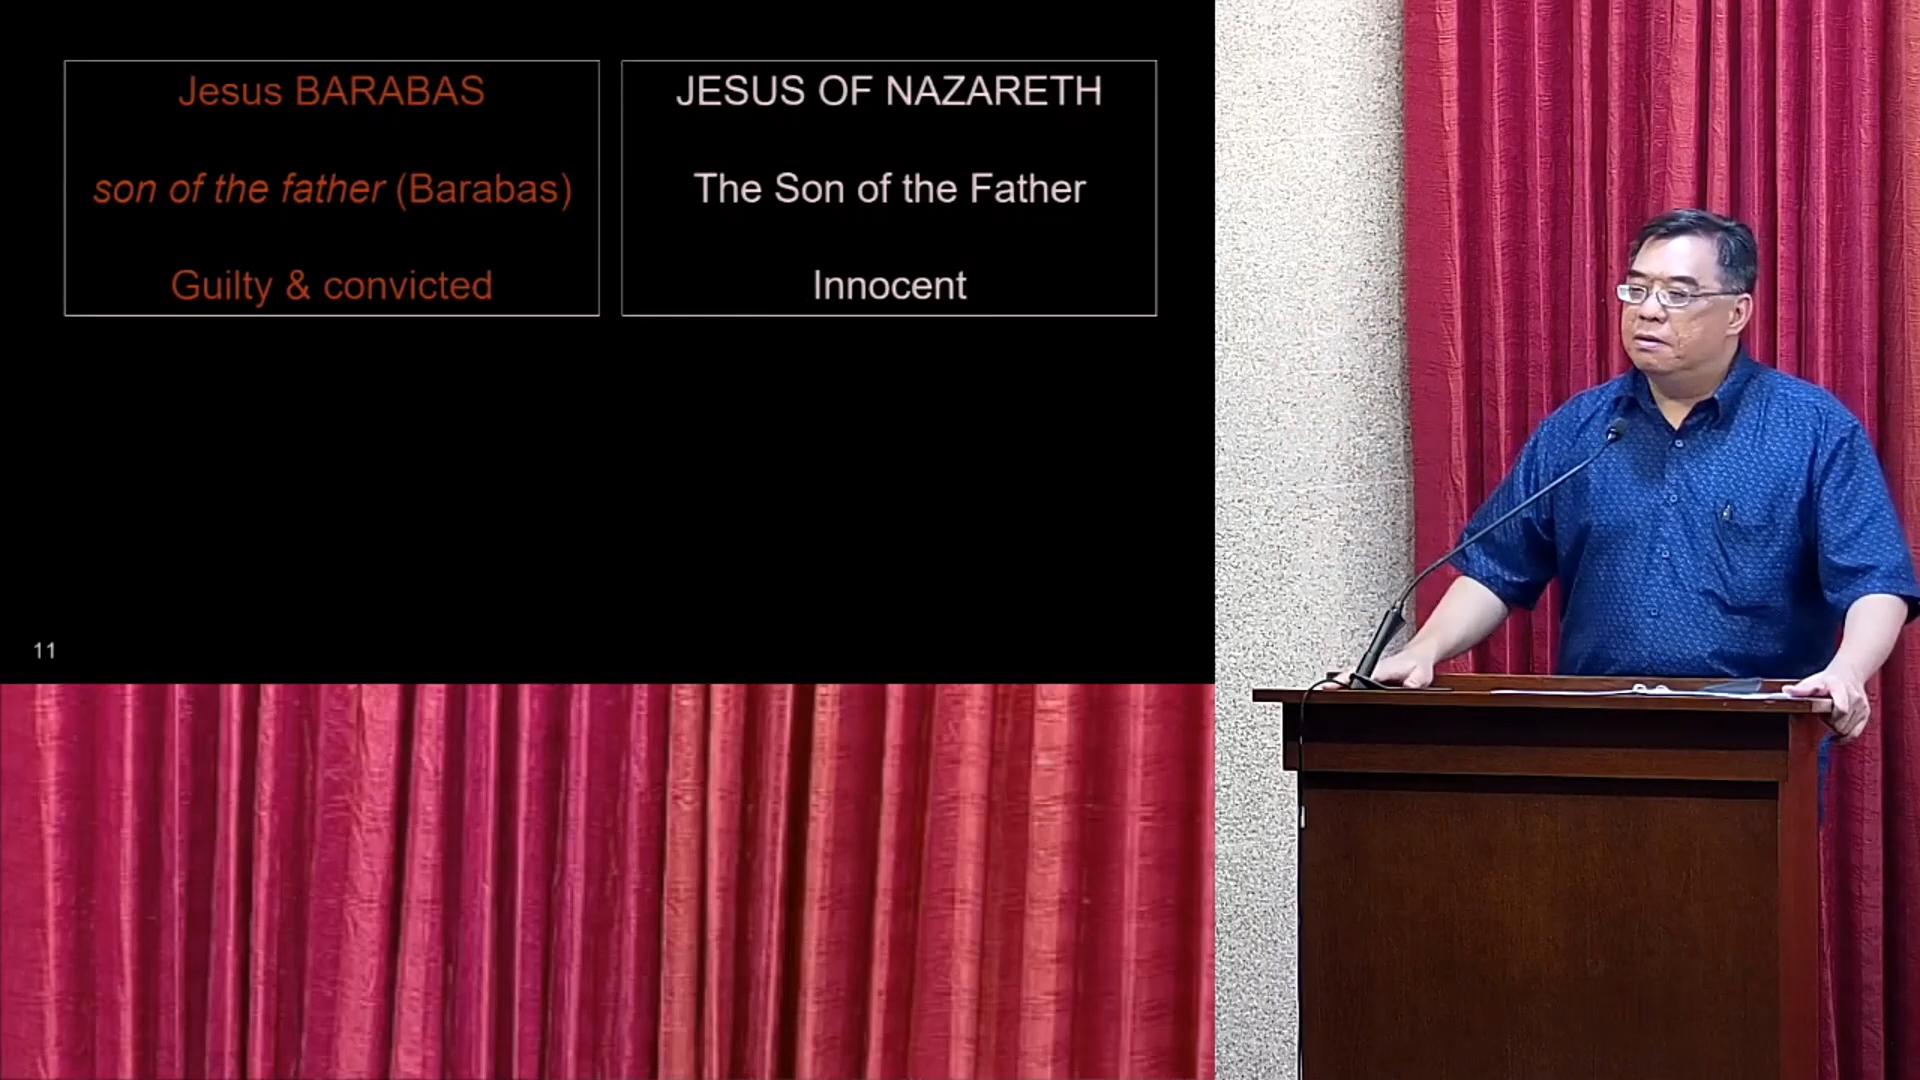 Jesus BARABAS
son of the father (Barabas)
Guilty & convicted
JESUS OF NAZARETH
The Son of the Father
Innocent
11